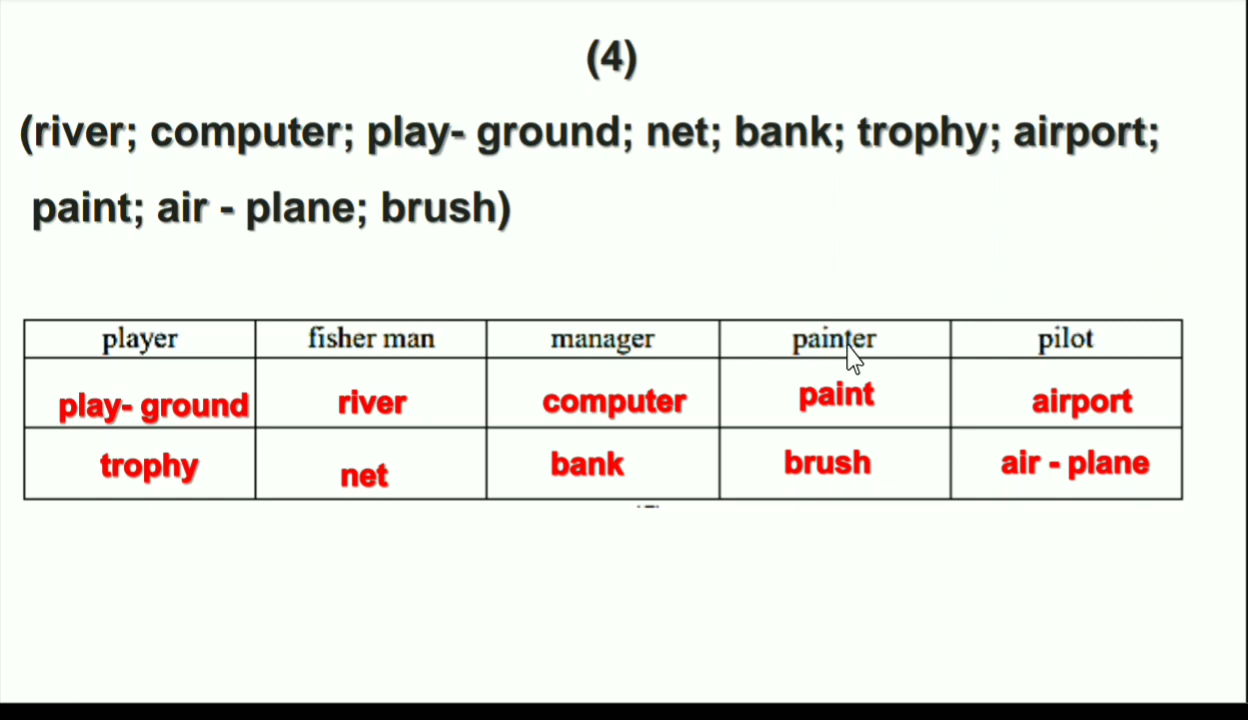 (4)
(river; computer; play- ground; net; bank; trophy; airport;
paint; air - plane; brush)
player fisher man manager painter pilot
play- ground river computer paint airport
trophy net bank brush air - plane